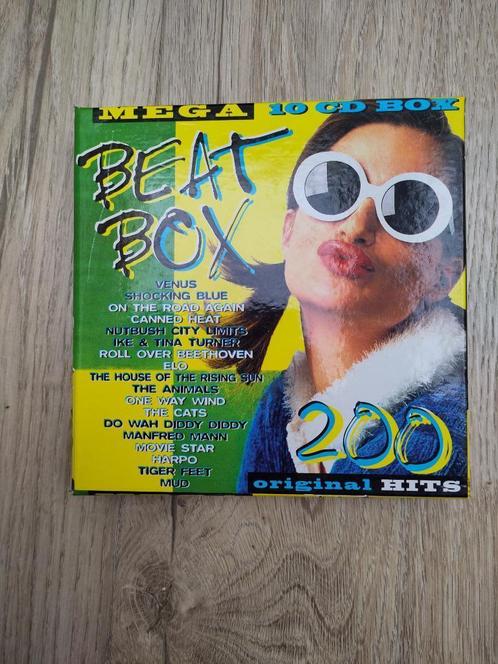 MEGA 10 CD BOX
BEAT
BOX
VENUS
SHOCKING BLUE
ON THE ROAD AGAIN
CANNED HEAT
NUTBUSH CITY LIMITS
IKE & TINA TURNER
ROLL OVER BEETHOVEN
ELO
THE HOUSE OF THE RISING SUN
THE ANIMALS
ONE WAY WIND
THE CATS
DO WAH DIDDY DIDDY
MANFRED MANN
MOVIE STAR
HARPO
TIGER FEET
MUD
200
original HITS